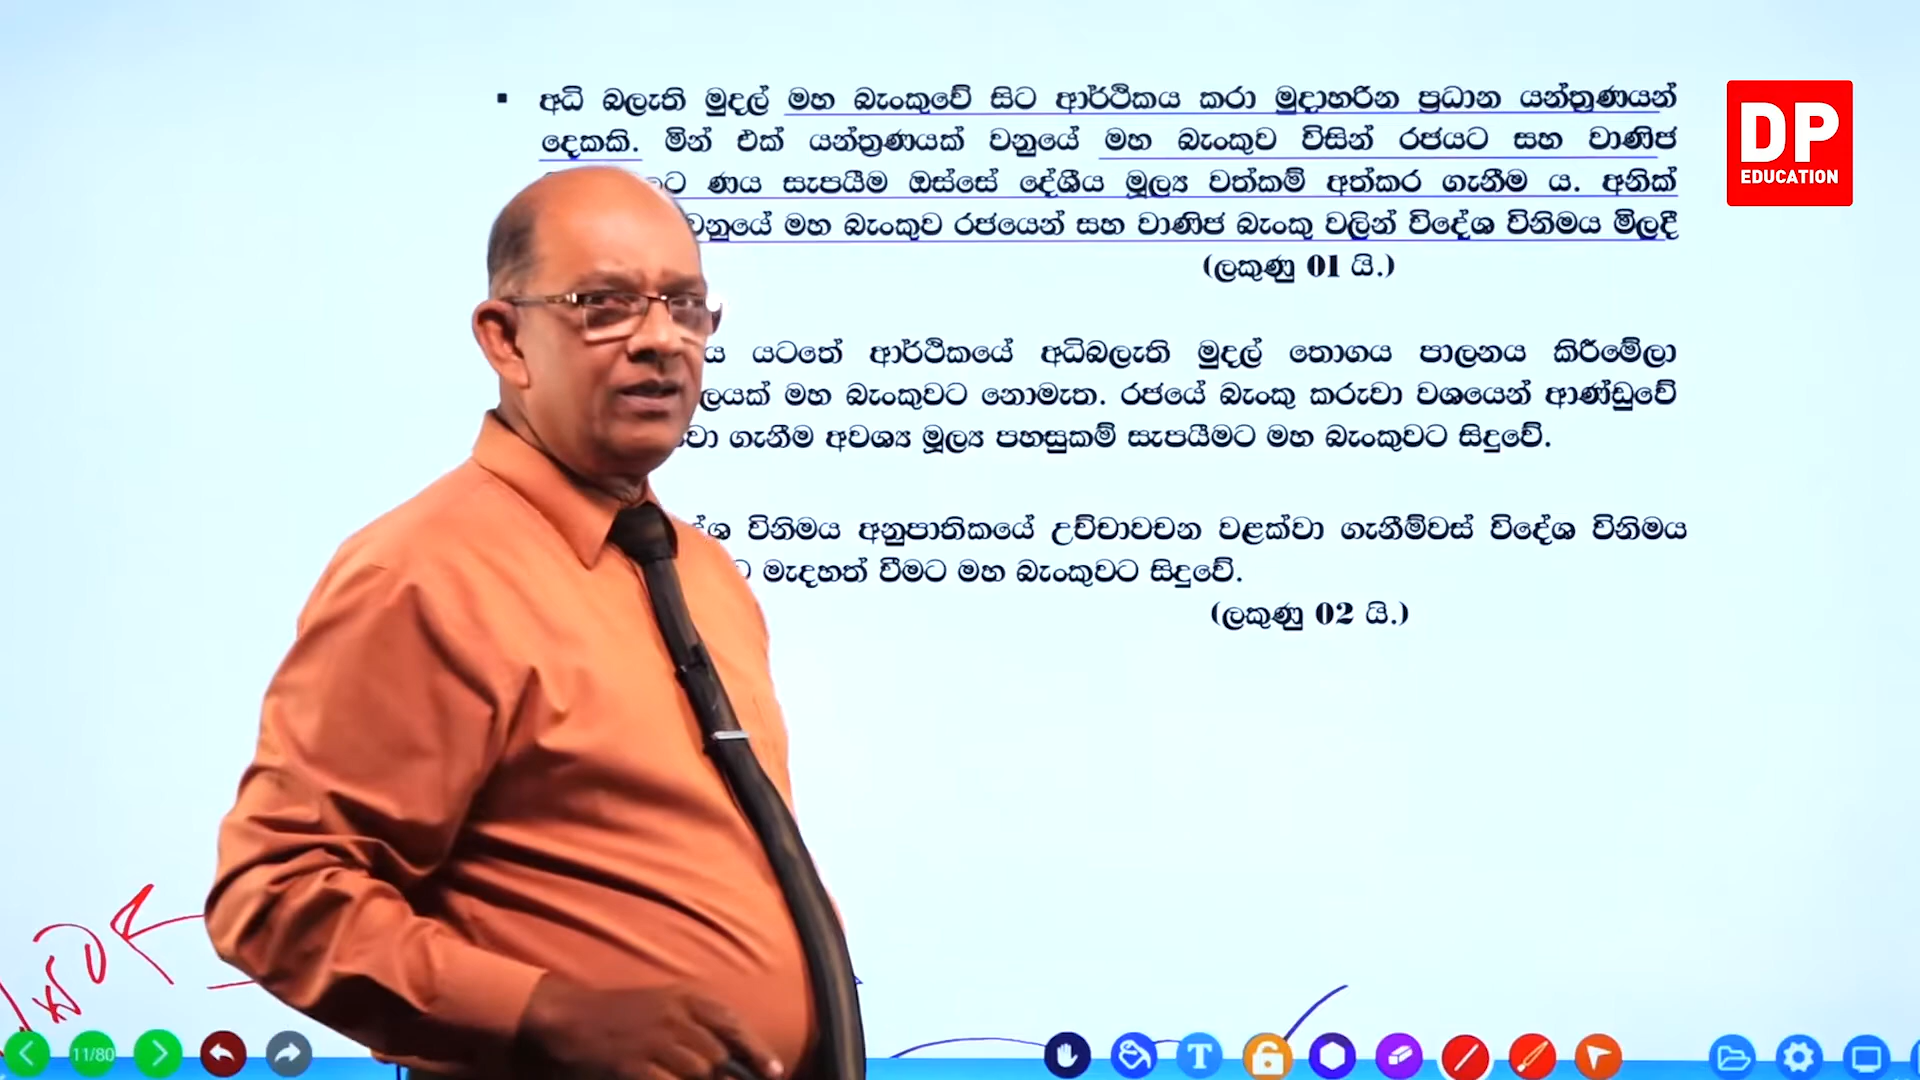 ▪ අධි බලැති මුදල් මහ බැංකුවේ සිට ආර්ථිකය කරා මුදාහරින ප්‍රධාන යන්ත්‍රණයන්
දෙකකි. මින් එක් යන්ත්‍රණයක් වනුයේ මහ බැංකුව විසින් රජයට සහ වාණිජ
ණය සැපයීම ඔස්සේ දේශීය මූල්‍ය වත්කම් අත්කර ගැනීම ය. අනික්
වනුයේ මහ බැංකුව රජයෙන් සහ වාණිජ බැංකු වලින් විදේශ විනිමය මිලදී
(ලකුණු 01 යි.)
යටතේ ආර්ථිකයේ අධිබලැති මුදල් තොගය පාලනය කිරීමේලා
මහ බැංකුවට නොමැත. රජයේ බැංකු කරුවා වශයෙන් ආණ්ඩුවේ
ගැනීම අවශ්‍ය මූල්‍ය පහසුකම් සැපයීමට මහ බැංකුවට සිදුවේ.
විනිමය අනුපාතිකයේ උච්චාවචන වළක්වා ගැනීම්වස් විදේශ විනිමය
මැදහත් වීමට මහ බැංකුවට සිදුවේ.
(ලකුණු 02 යි.)
DP
EDUCATION
11/80
T